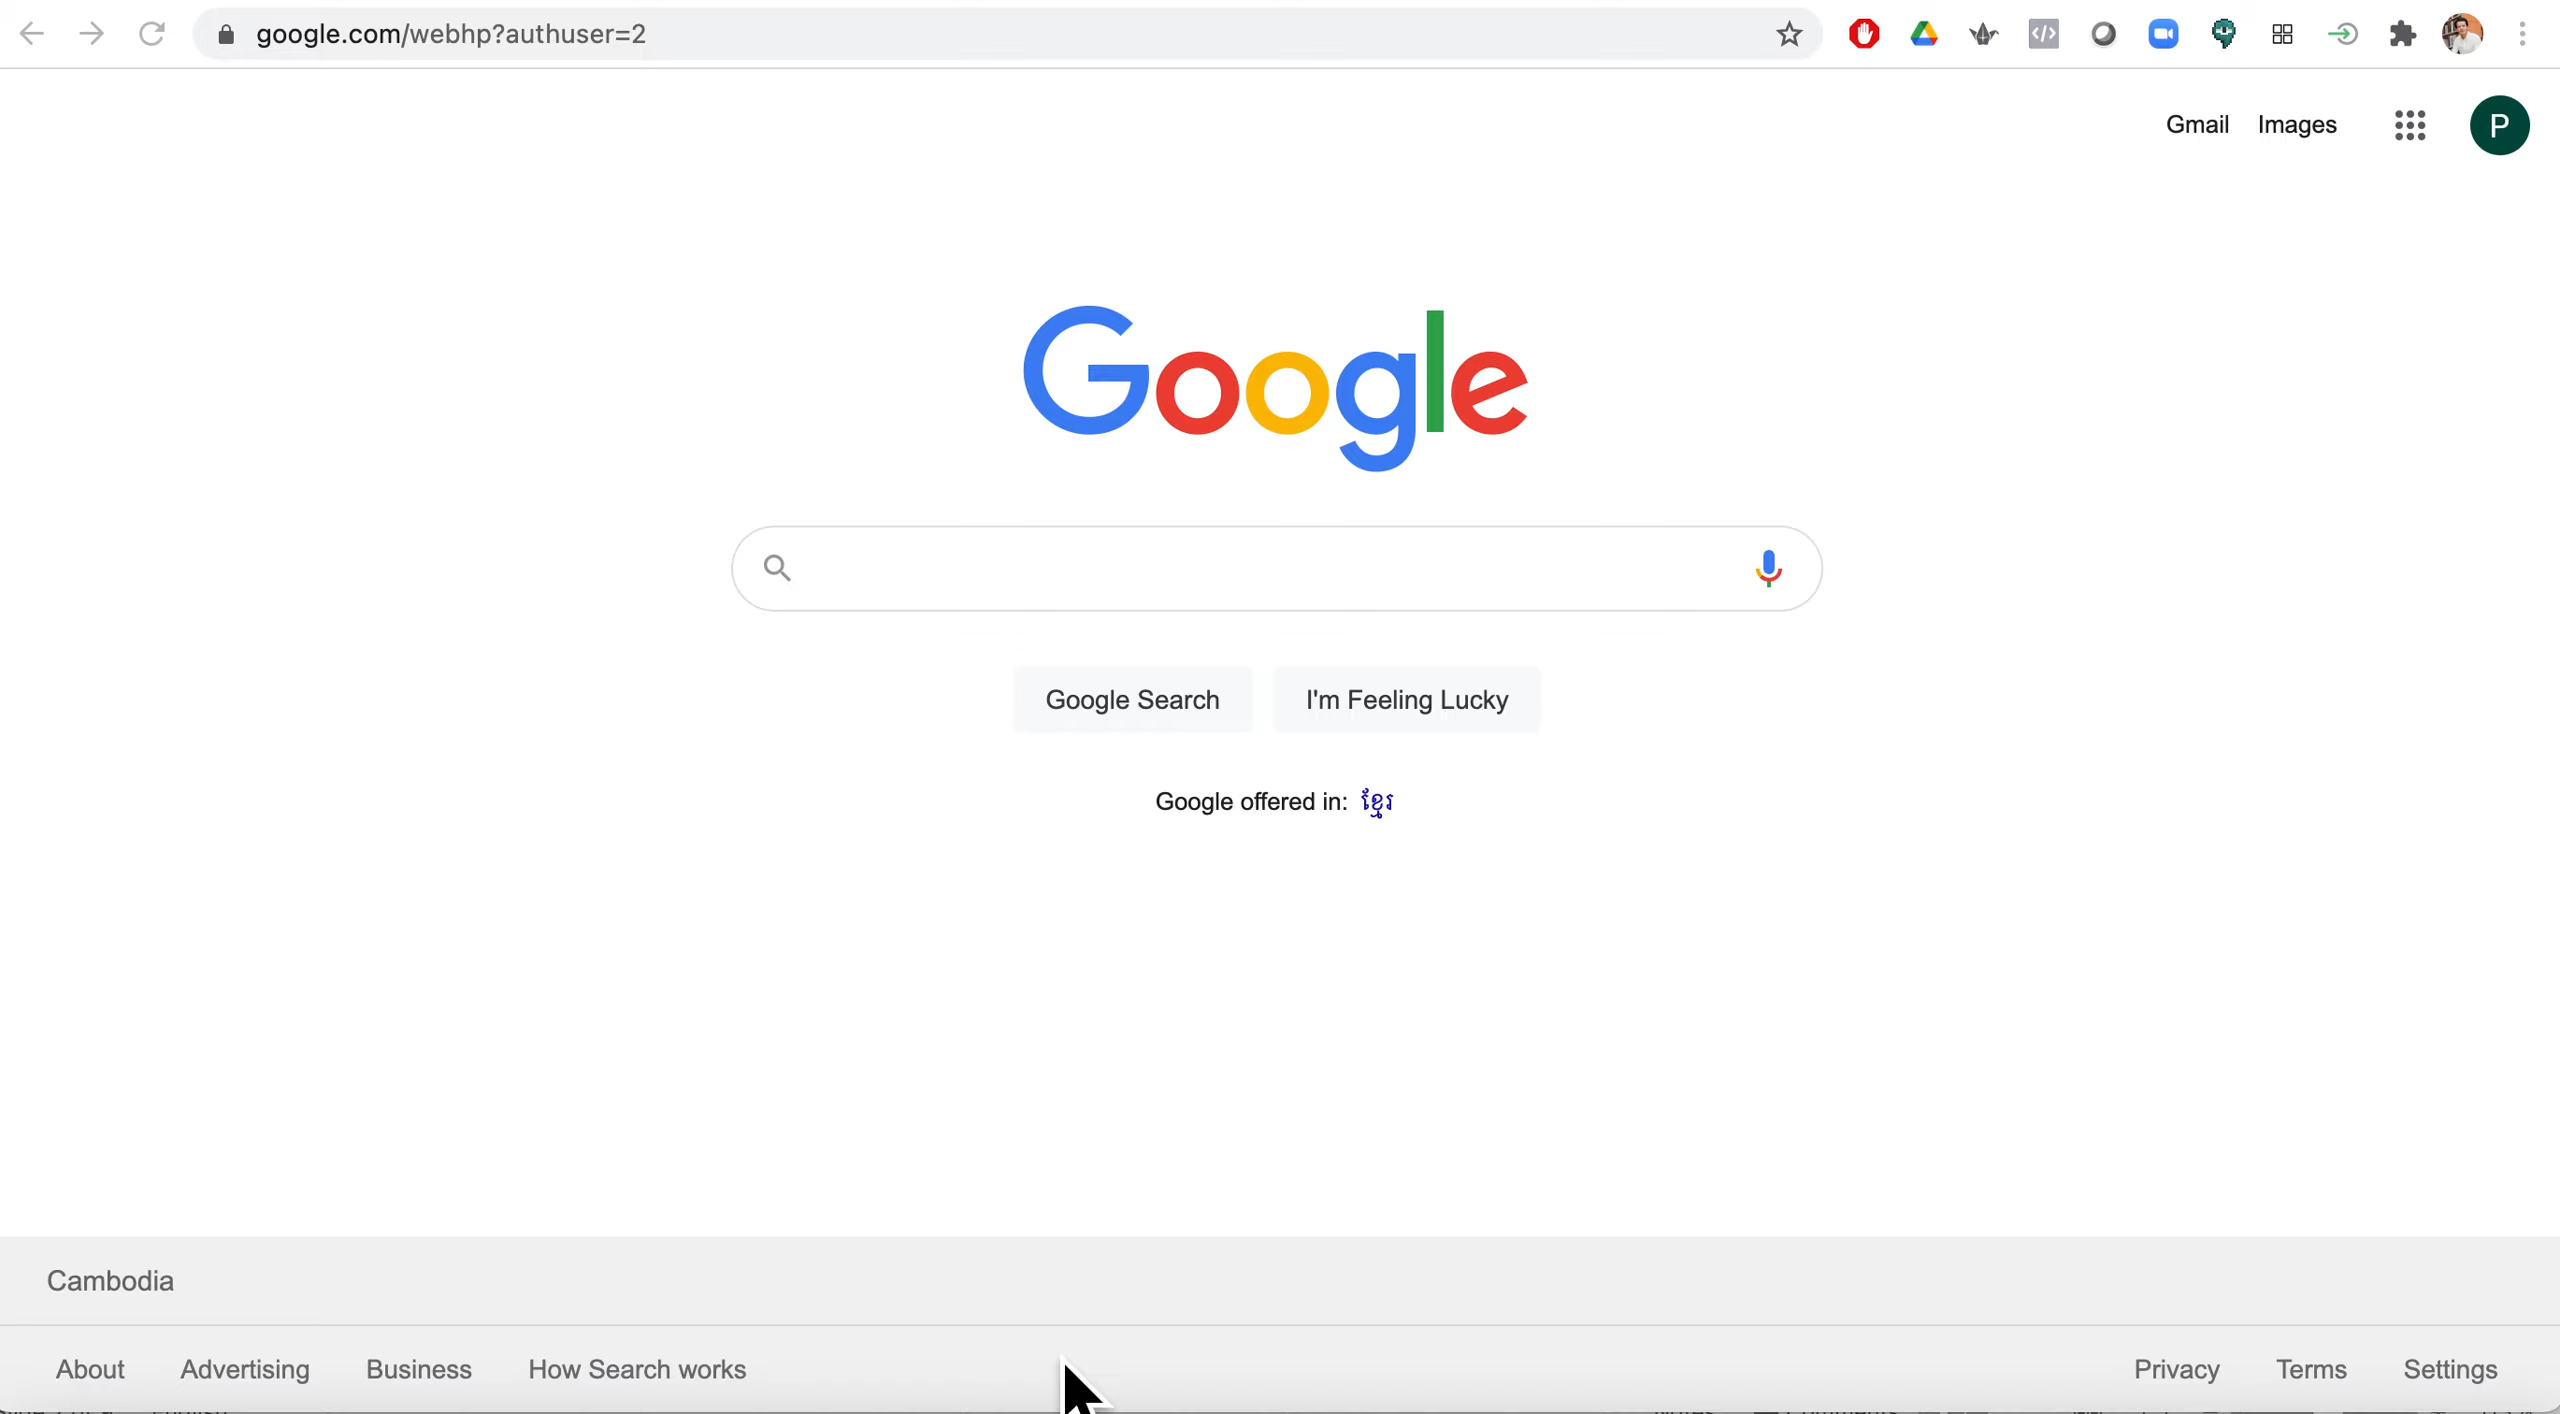 google.com/webhp?authuser=2
Gmail Images P
Google
Google Search I'm Feeling Lucky
Google offered in: ខ្មែរ
Cambodia
About Advertising Business How Search works Privacy Terms Settings